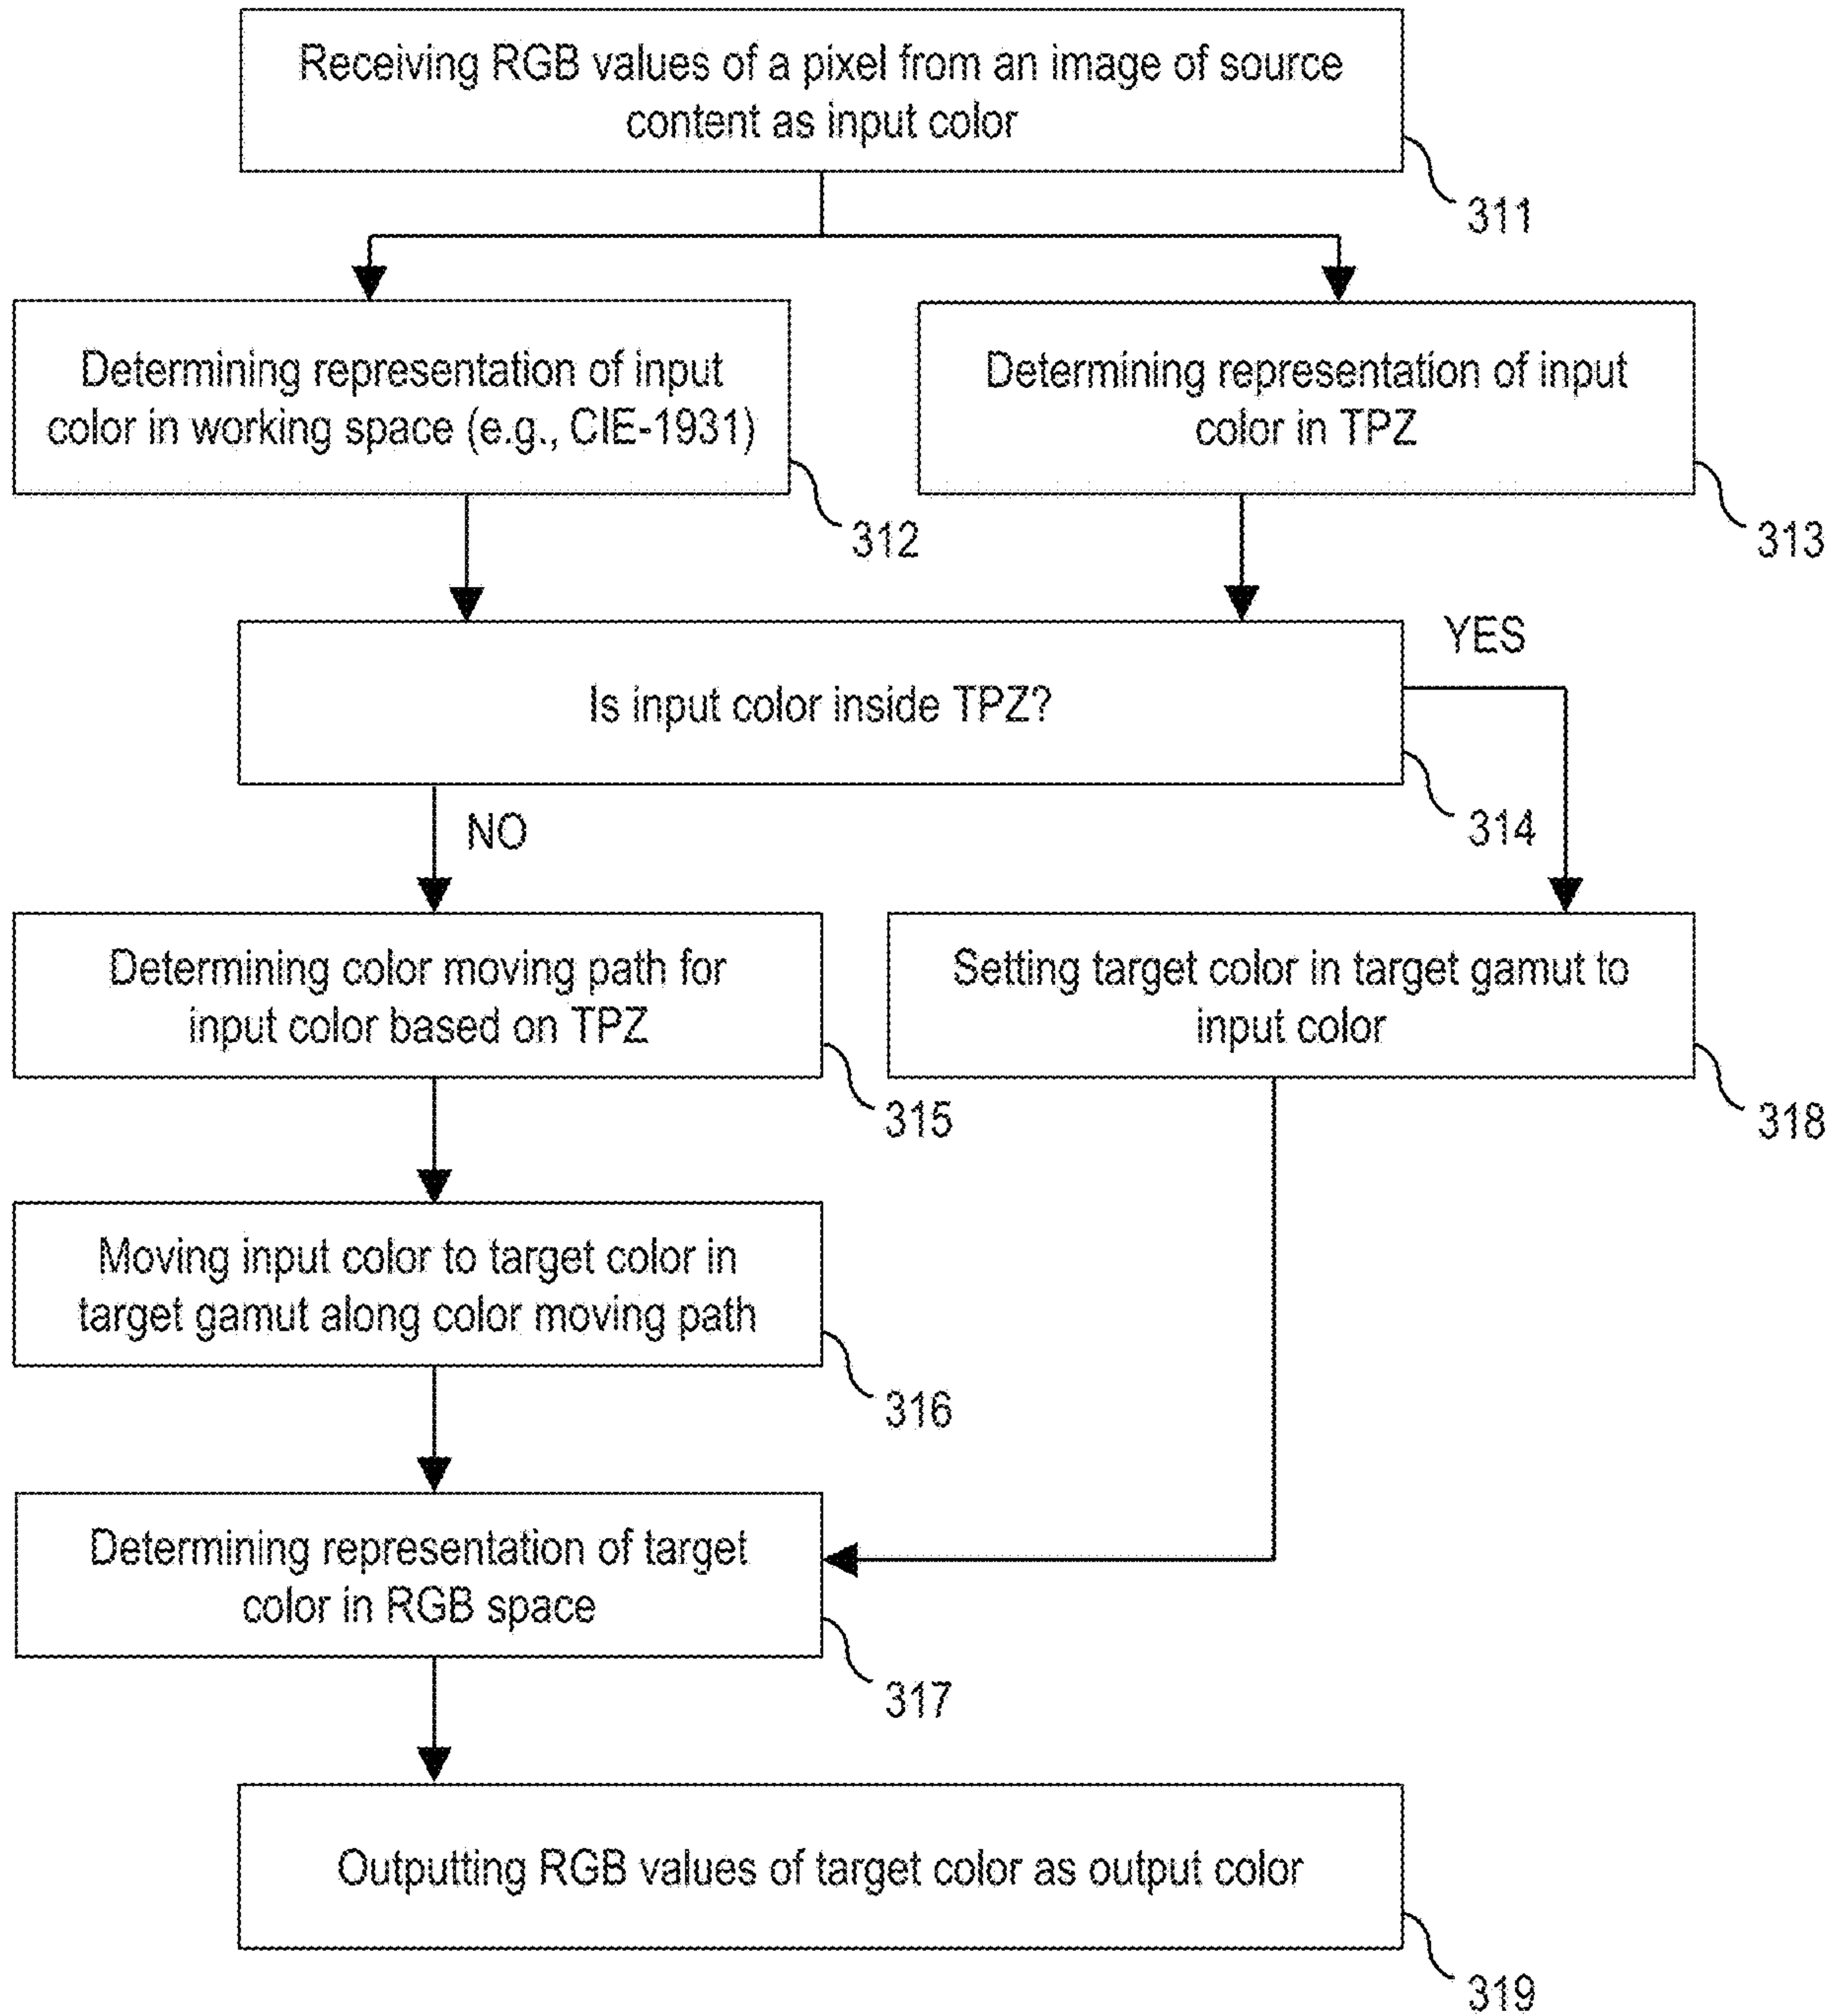 Receiving RGB values of a pixel from an image of source
content as input color
311
Determining representation of input
color in working space (e.g., CIE-1931)
312
Determining representation of input
color in TPZ
313
Is input color inside TPZ?
YES
314
NO
Determining color moving path for
input color based on TPZ
315
Setting target color in target gamut to
input color
318
Moving input color to target color in
target gamut along color moving path
316
Determining representation of target
color in RGB space
317
Outputting RGB values of target color as output color
319